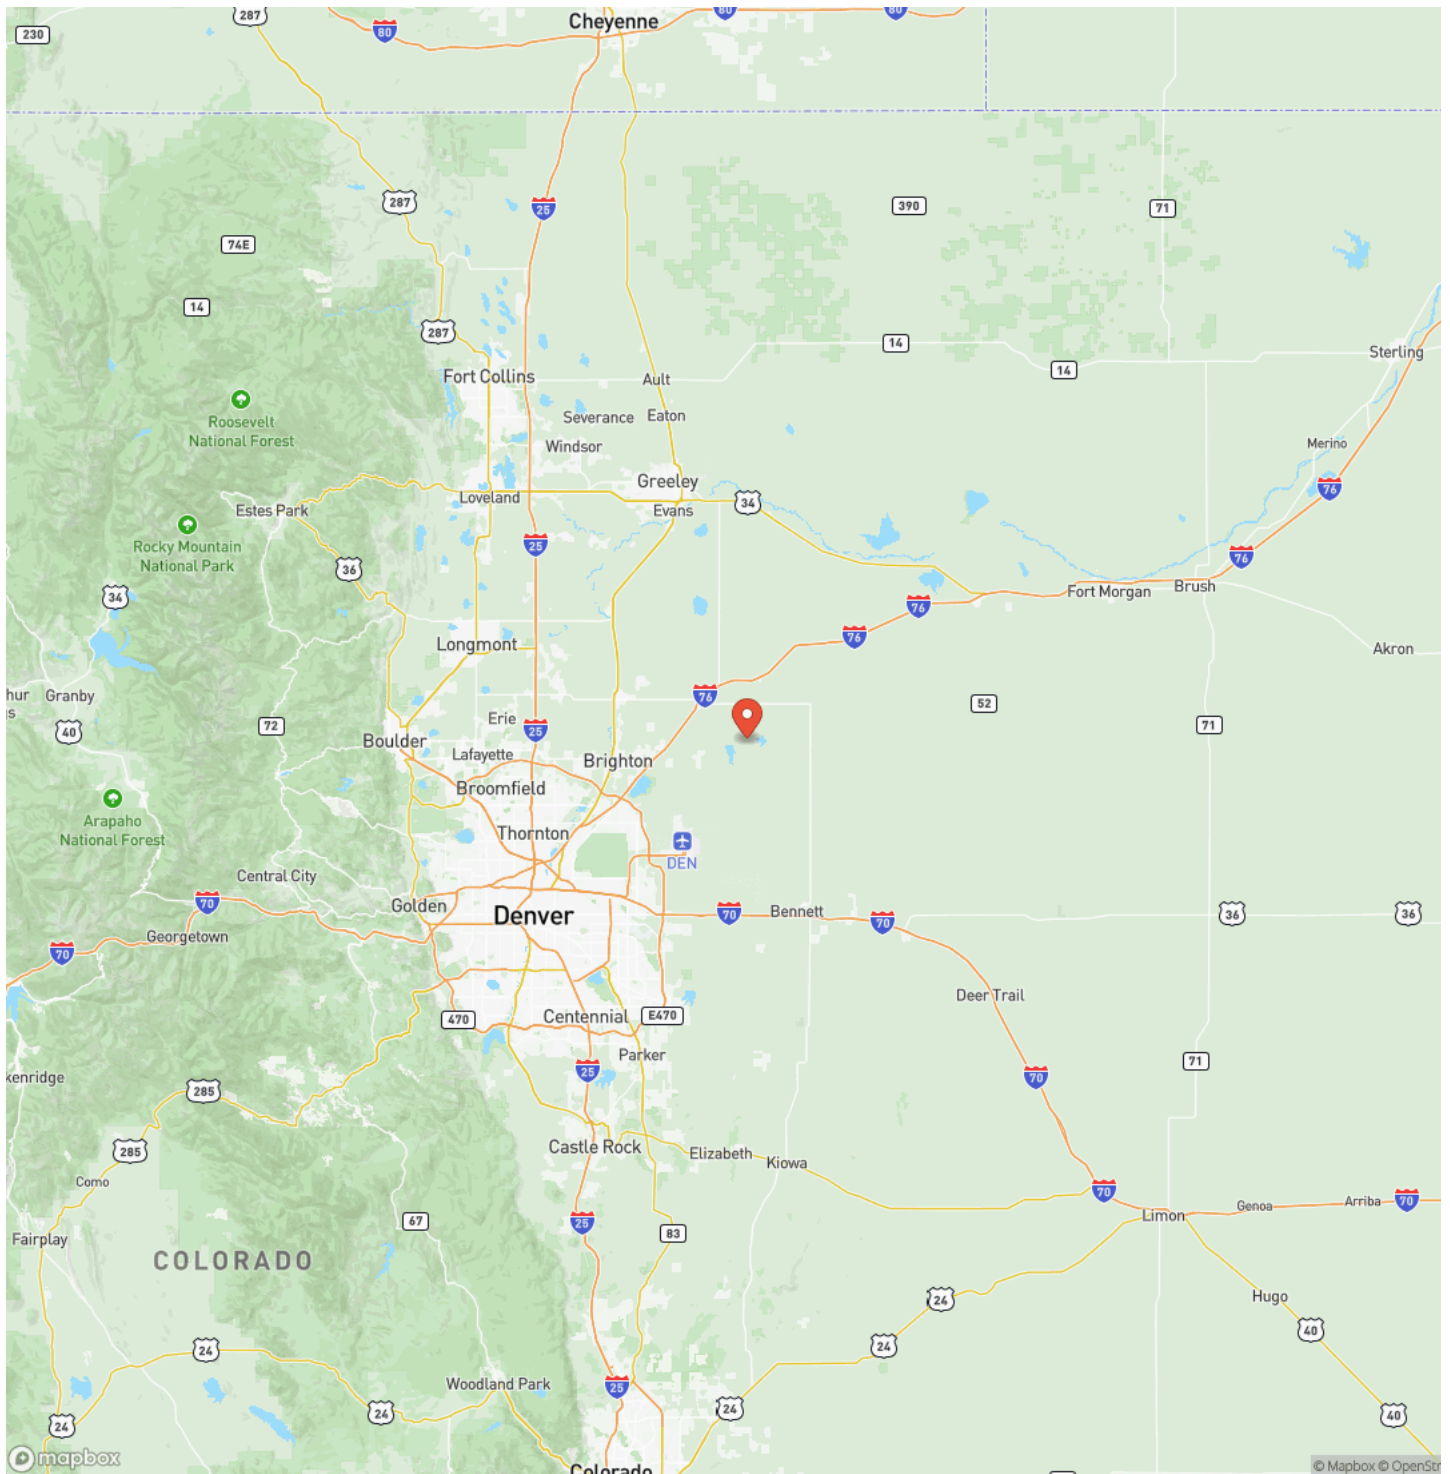 287
80
80
Cheyenne
230
80
287
25
390
71
74E
14
287
14
Sterling
14
Fort Collins
Ault
Roosevelt
National Forest
Severance
Eaton
Windsor
Merino
Greeley
76
Loveland
34
Estes Park
Evans
Rocky Mountain
National Park
25
76
36
34
76
Fort Morgan
Brush
76
Longmont
Akron
hur
Granby
s
76
52
72
Erie
71
40
25
Boulder
Lafayette
Brighton
Broomfield
Arapaho
National Forest
Thornton
DEN
Central City
70
Golden
Denver
70
Bennett
70
36
36
Georgetown
70
Deer Trail
470
Centennial
E470
Parker
71
25
70
kenridge
285
285
Castle Rock
Elizabeth
Kiowa
Como
70
70
Genoa
Arriba
67
25
Limon
Fairplay
83
COLORADO
24
Hugo
40
24
24
Woodland Park
25
24
24
24
40
mapbox
© Mapbox © OpenStr
Colorado